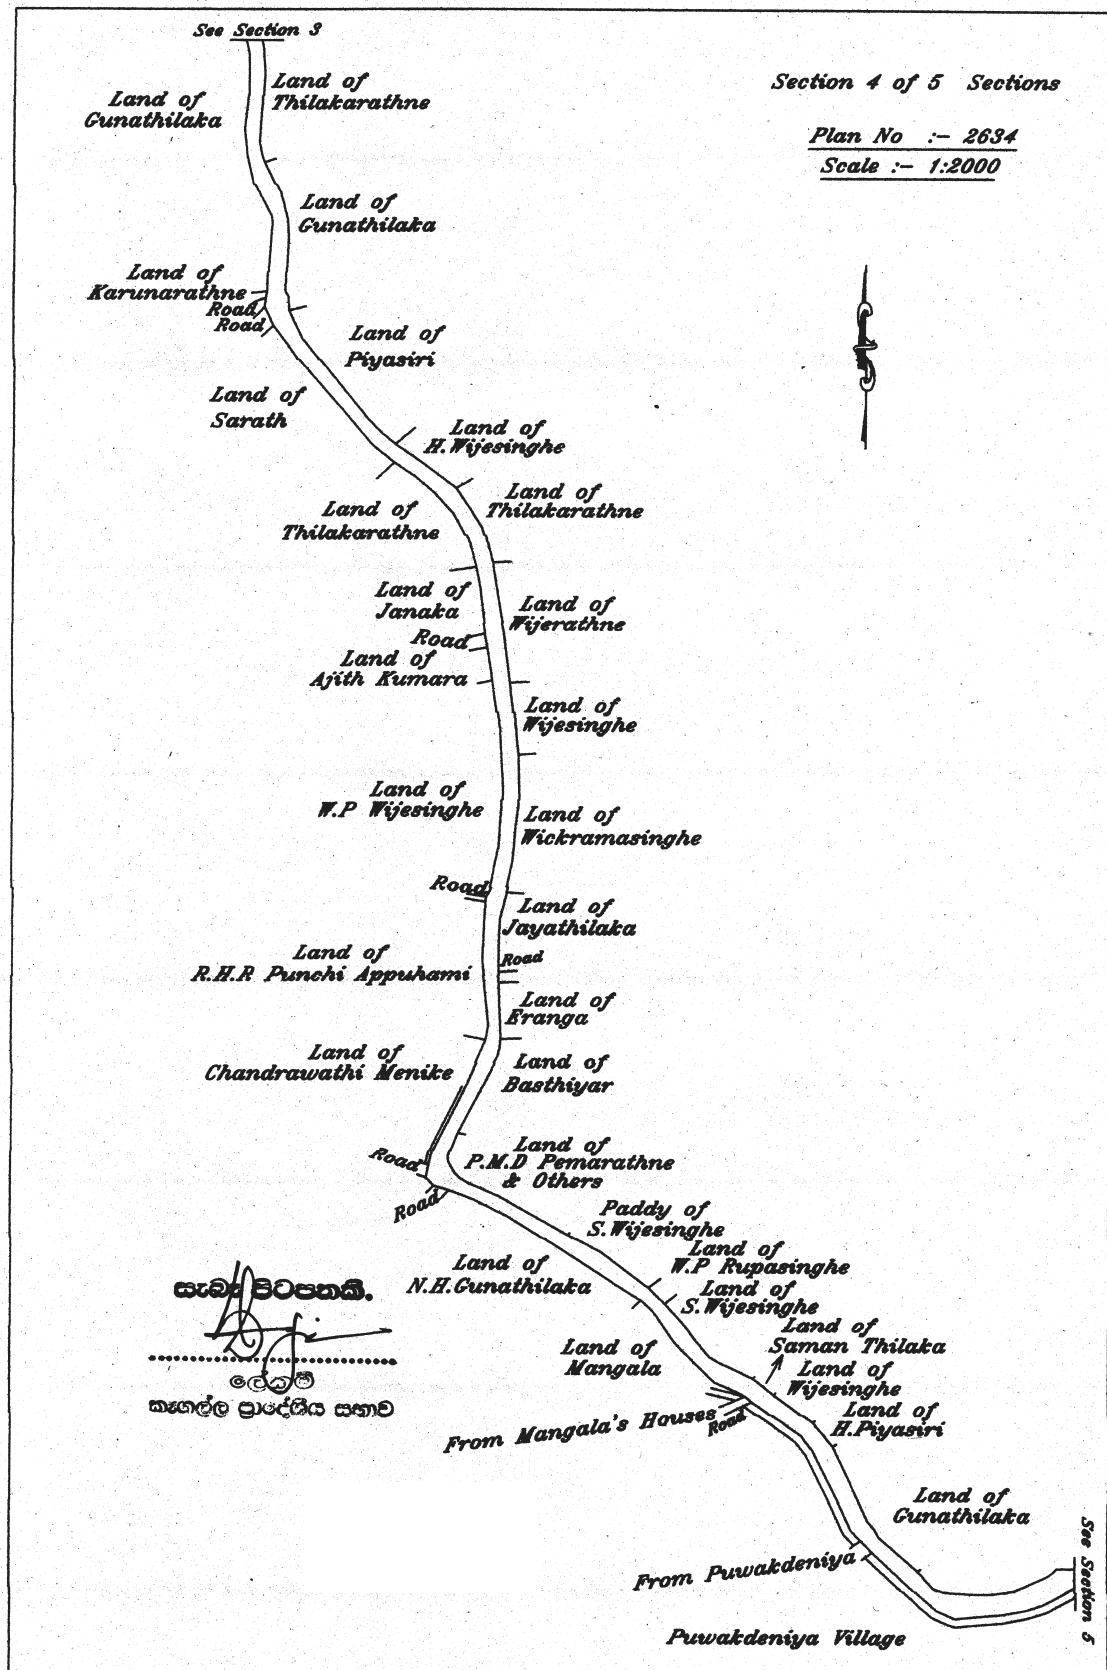 See Section 3
Section 4 of 5 Sections
Plan No :- 2634
Scale :- 1:2000
Land of
Thilakarathne
Land of
Gunathilaka
Land of
Gunathilaka
Land of
Karunarathne
Road
Road
Land of
Piyasiri
Land of
Sarath
Land of
H.Wijesinghe
Land of
Thilakarathne
Land of
Thilakarathne
Land of
Janaka
Land of
Wijerathne
Road
Land of
Ajith Kumara
Land of
Wijesinghe
Land of
W.P Wijesinghe
Land of
Wickramasinghe
Road
Land of
Jayathilaka
Land of
R.H.R Punchi Appuhami
Road
Land of
Eranga
Land of
Chandrawathi Menike
Land of
Basthiyar
Road
Land of
P.M.D Pemarathne
& Others
Road
Paddy of
S.Wijesinghe
Land of
W.P Rupasinghe
Land of
N.H.Gunathilaka
Land of
S.Wijesinghe
Land of
Saman Thilaka
Land of
Mangala
Land of
Wijesinghe
From Mangala's Houses
Road
Land of
H.Piyasiri
Land of
Gunathilaka
See Section 5
From Puwakdeniya
Puwakdeniya Village
සැබෑ පිටපතකි.
ලේකම්
කෑගල්ල ප්‍රාදේශීය සභාව